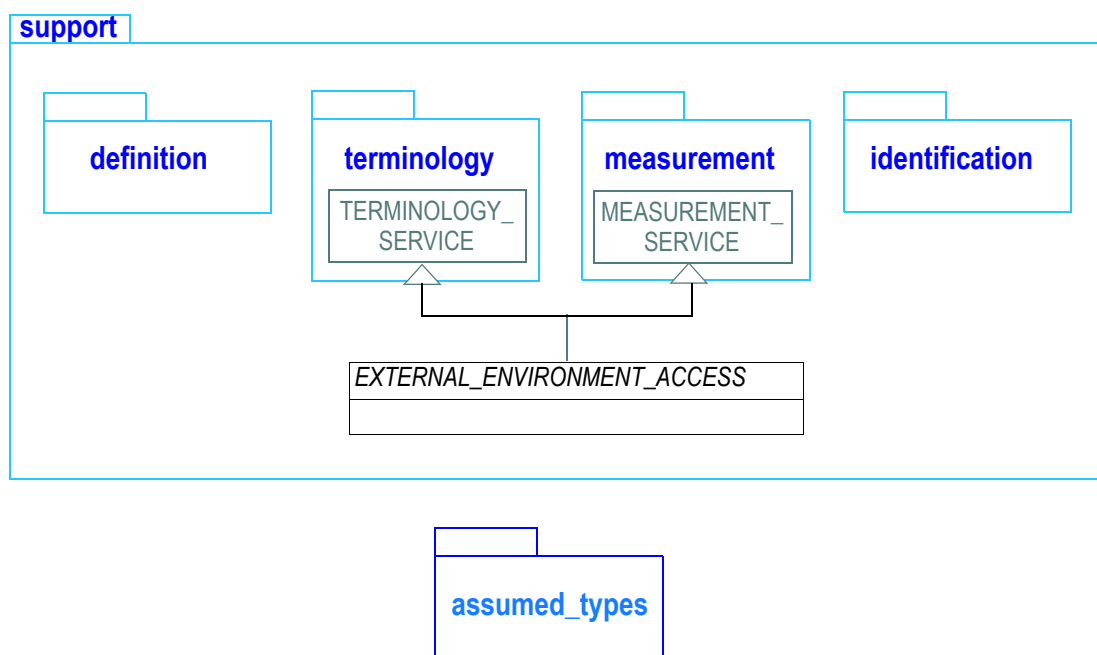 support
definition
terminology
measurement
identification
TERMINOLOGY_
SERVICE
MEASUREMENT_
SERVICE
EXTERNAL_ENVIRONMENT_ACCESS
assumed_types